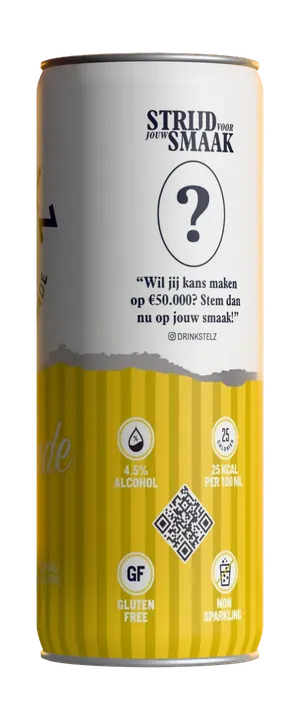 STRIJD VOOR
JOUW SMAAK
?
“Wil jij kans maken
op €50.000? Stem dan
nu op jouw smaak!”
DRINKSTELZ
de
%
4.5%
ALCOHOL
25
CALORIES
25 KCAL
PER 100 ML
GF
GLUTEN
FREE
NON
SPARKLING